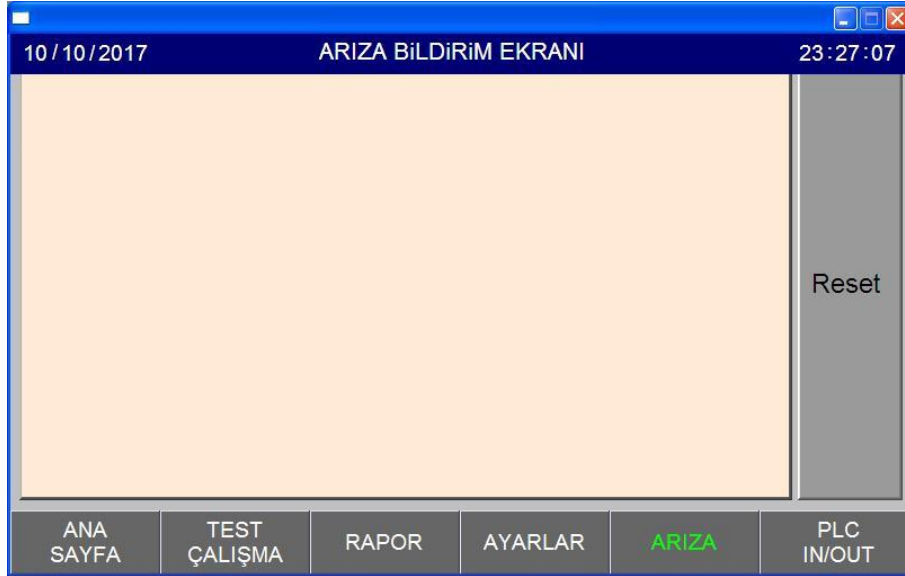 10/10/2017 ARIZA BiLDiRiM EKRANI 23:27:07
Reset
ANA
SAYFA
TEST
ÇALIŞMA
RAPOR
AYARLAR
ARIZA
PLC
IN/OUT